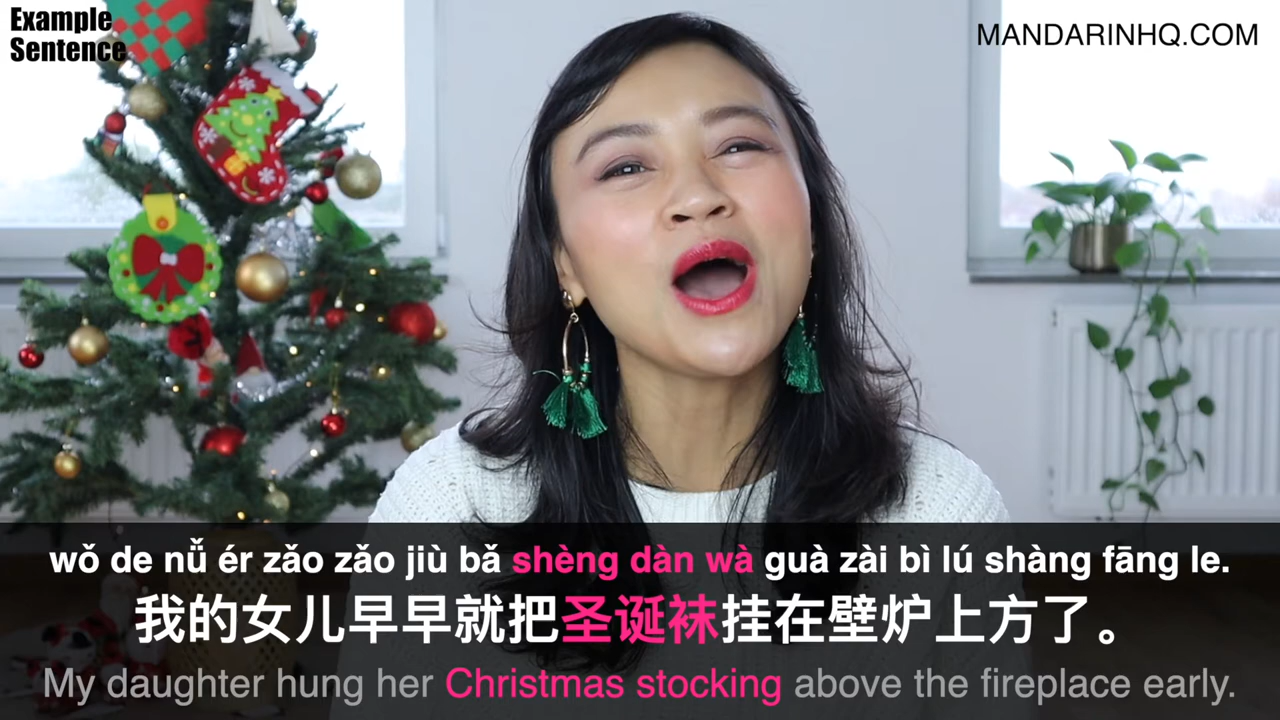 Example
Sentence
MANDARINHQ.COM
wǒ de nǚ ér zǎo zǎo jiù bǎ shèng dàn wà guà zài bì lú shàng fāng le.
我的女儿早早就把圣诞袜挂在壁炉上方了。
My daughter hung her Christmas stocking above the fireplace early.